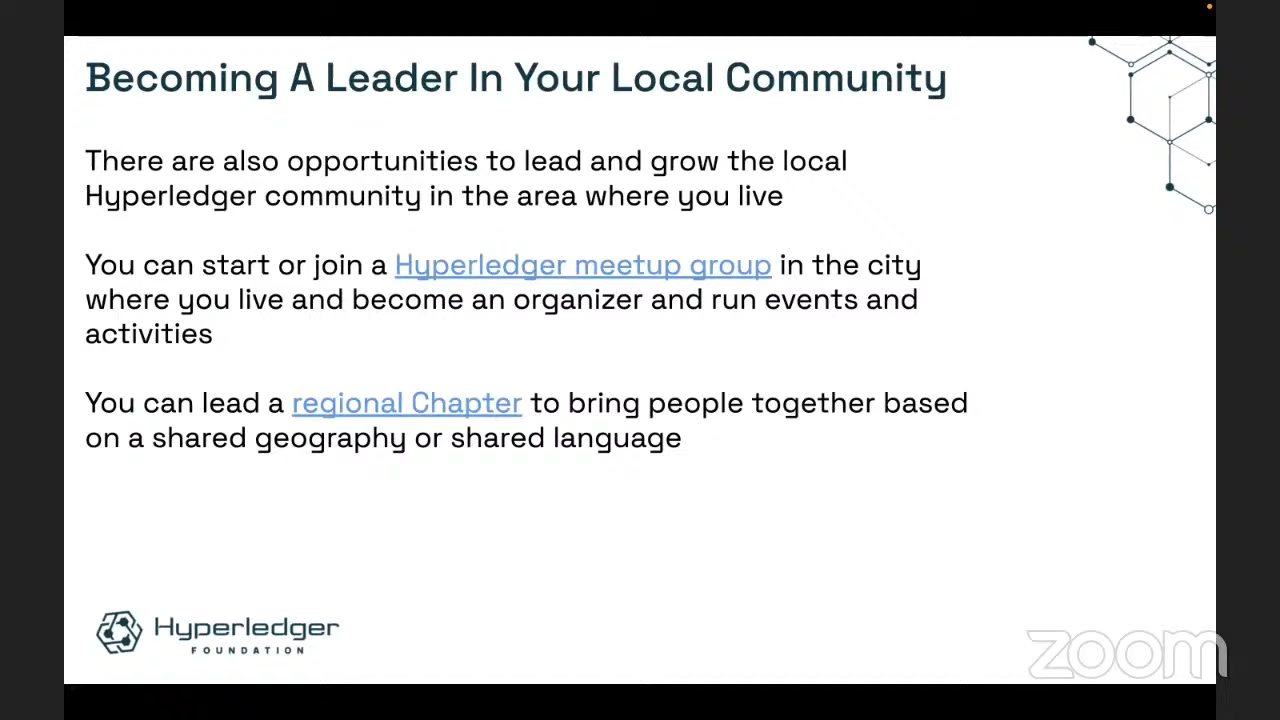 Becoming A Leader In Your Local Community
There are also opportunities to lead and grow the local
Hyperledger community in the area where you live
You can start or join a Hyperledger meetup group in the city
where you live and become an organizer and run events and
activities
You can lead a regional Chapter to bring people together based
on a shared geography or shared language
Hyperledger
FOUNDATION
zoom